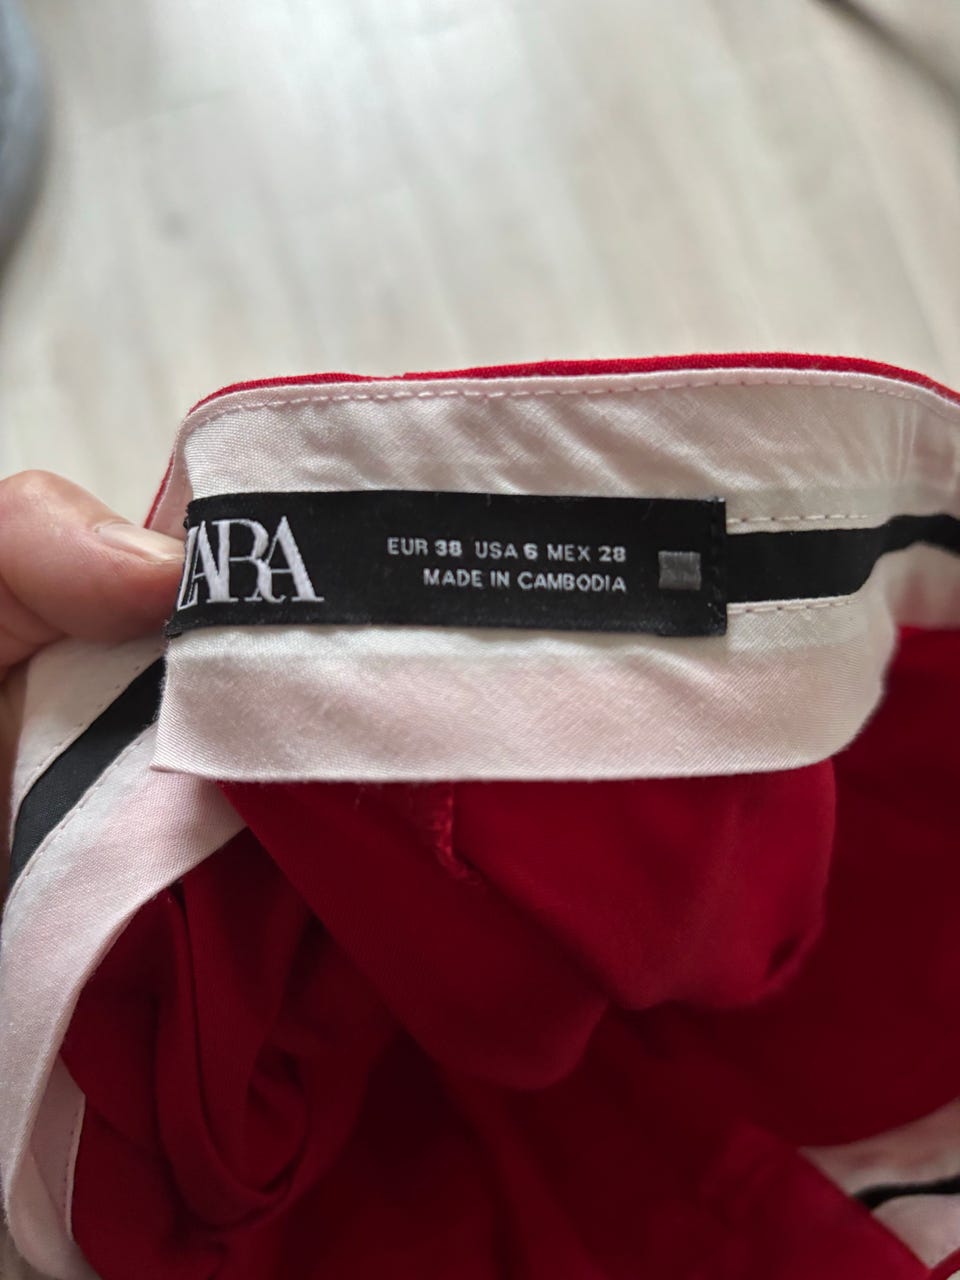 ZARA
EUR 38 USA 6 MEX 28
MADE IN CAMBODIA